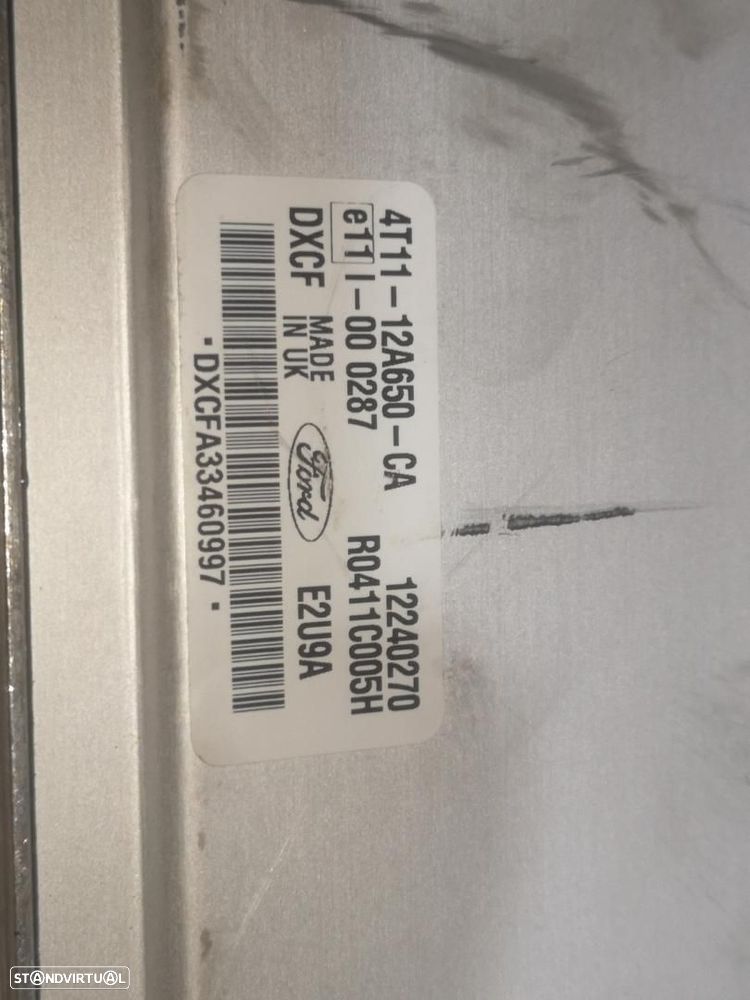 4T11-12A650-CA 12240270
e11 I-00 0287 R0411C005H
DXCF MADE IN UK Ford E2U9A
*DXCFA33460997*
STANDVIRTUAL